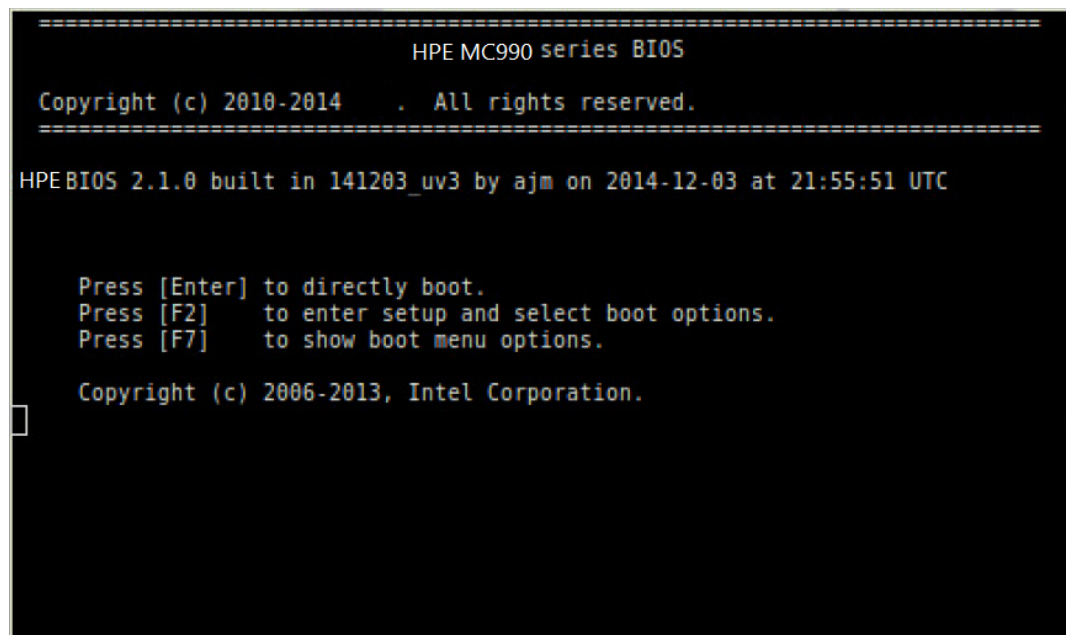 ================================================================================
HPE MC990 series BIOS
Copyright (c) 2010-2014 . All rights reserved.
================================================================================
HPE BIOS 2.1.0 built in 141203_uv3 by ajm on 2014-12-03 at 21:55:51 UTC
Press [Enter] to directly boot.
Press [F2] to enter setup and select boot options.
Press [F7] to show boot menu options.
Copyright (c) 2006-2013, Intel Corporation.